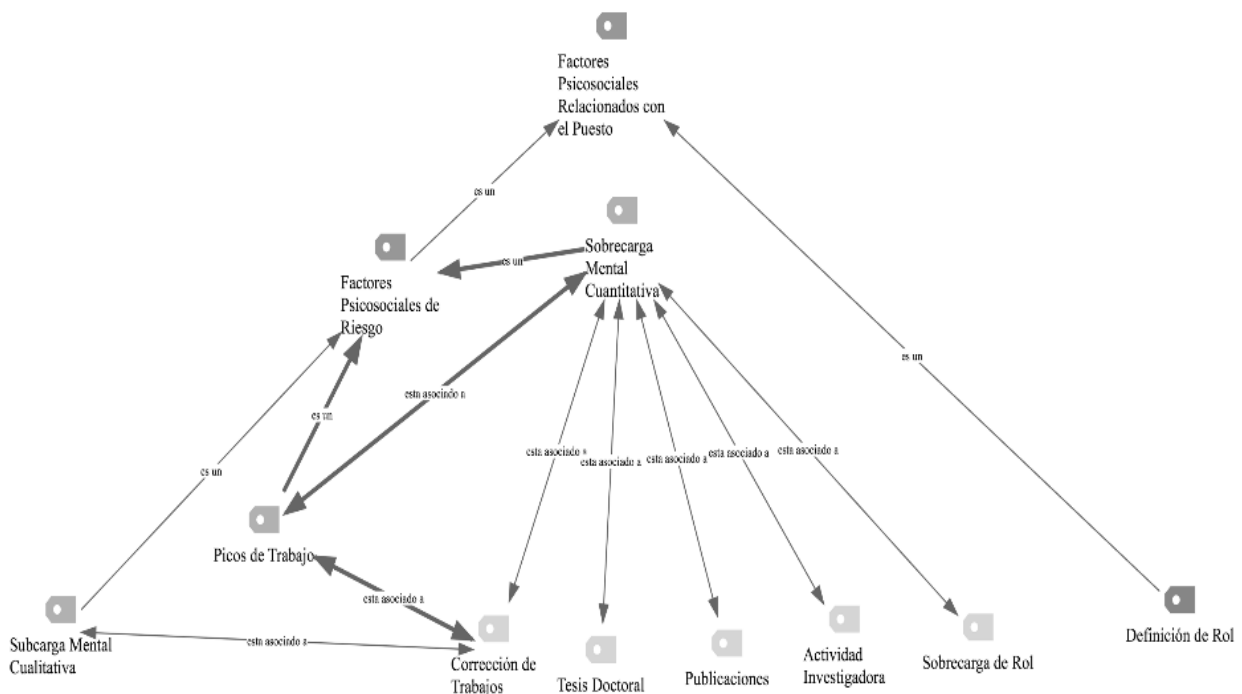 Factores
Psicosociales
Relacionados con
el Puesto
es un
Sobrecarga
Mental
Cuantitativa
es un
Factores
Psicosociales de
Riesgo
es un
esta asociado a
es un
esta asociado a
esta asociado a
esta asociado a
esta asociado a
esta asociado a
es un
Picos de Trabajo
esta asociado a
Subcarga Mental
Cualitativa
esta asociado a
Corrección de
Trabajos
Tesis Doctoral
Publicaciones
Actividad
Investigadora
Sobrecarga de Rol
Definición de Rol